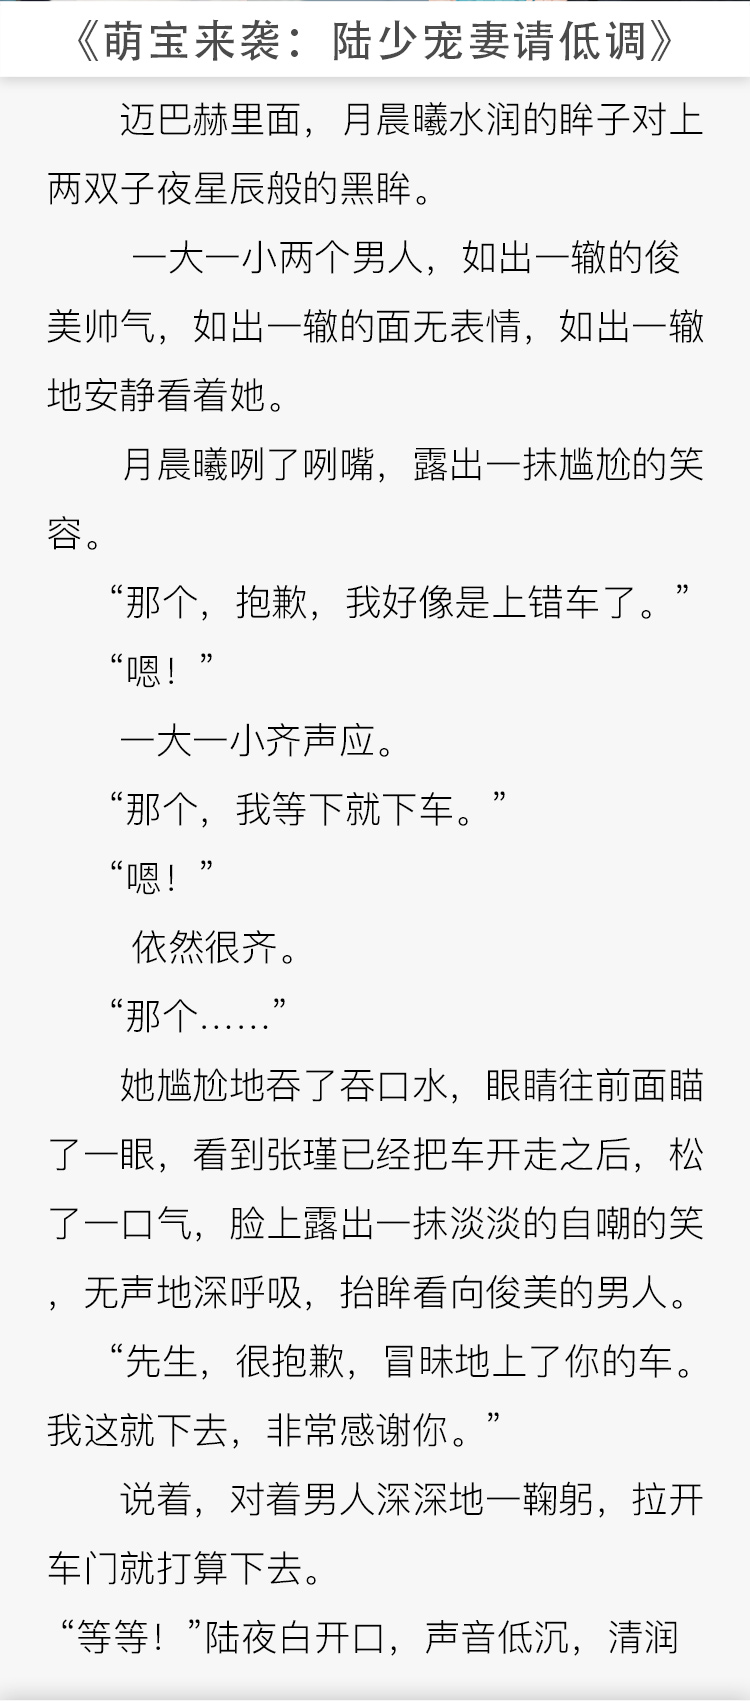 《萌宝来袭：陆少宠妻请低调》
迈巴赫里面，月晨曦水润的眸子对上
两双子夜星辰般的黑眸。
一大一小两个男人，如出一辙的俊
美帅气，如出一辙的面无表情，如出一辙
地安静看着她。
月晨曦咧了咧嘴，露出一抹尴尬的笑
容。
“那个，抱歉，我好像是上错车了。”
“嗯！”
一大一小齐声应。
“那个，我等下就下车。”
“嗯！”
依然很齐。
“那个……”
她尴尬地吞了吞口水，眼睛往前面瞄
了一眼，看到张瑾已经把车开走之后，松
了一口气，脸上露出一抹淡淡的自嘲的笑
，无声地深呼吸，抬眸看向俊美的男人。
“先生，很抱歉，冒昧地上了你的车。
我这就下去，非常感谢你。”
说着，对着男人深深地一鞠躬，拉开
车门就打算下去。
“等等！”陆夜白开口，声音低沉，清润